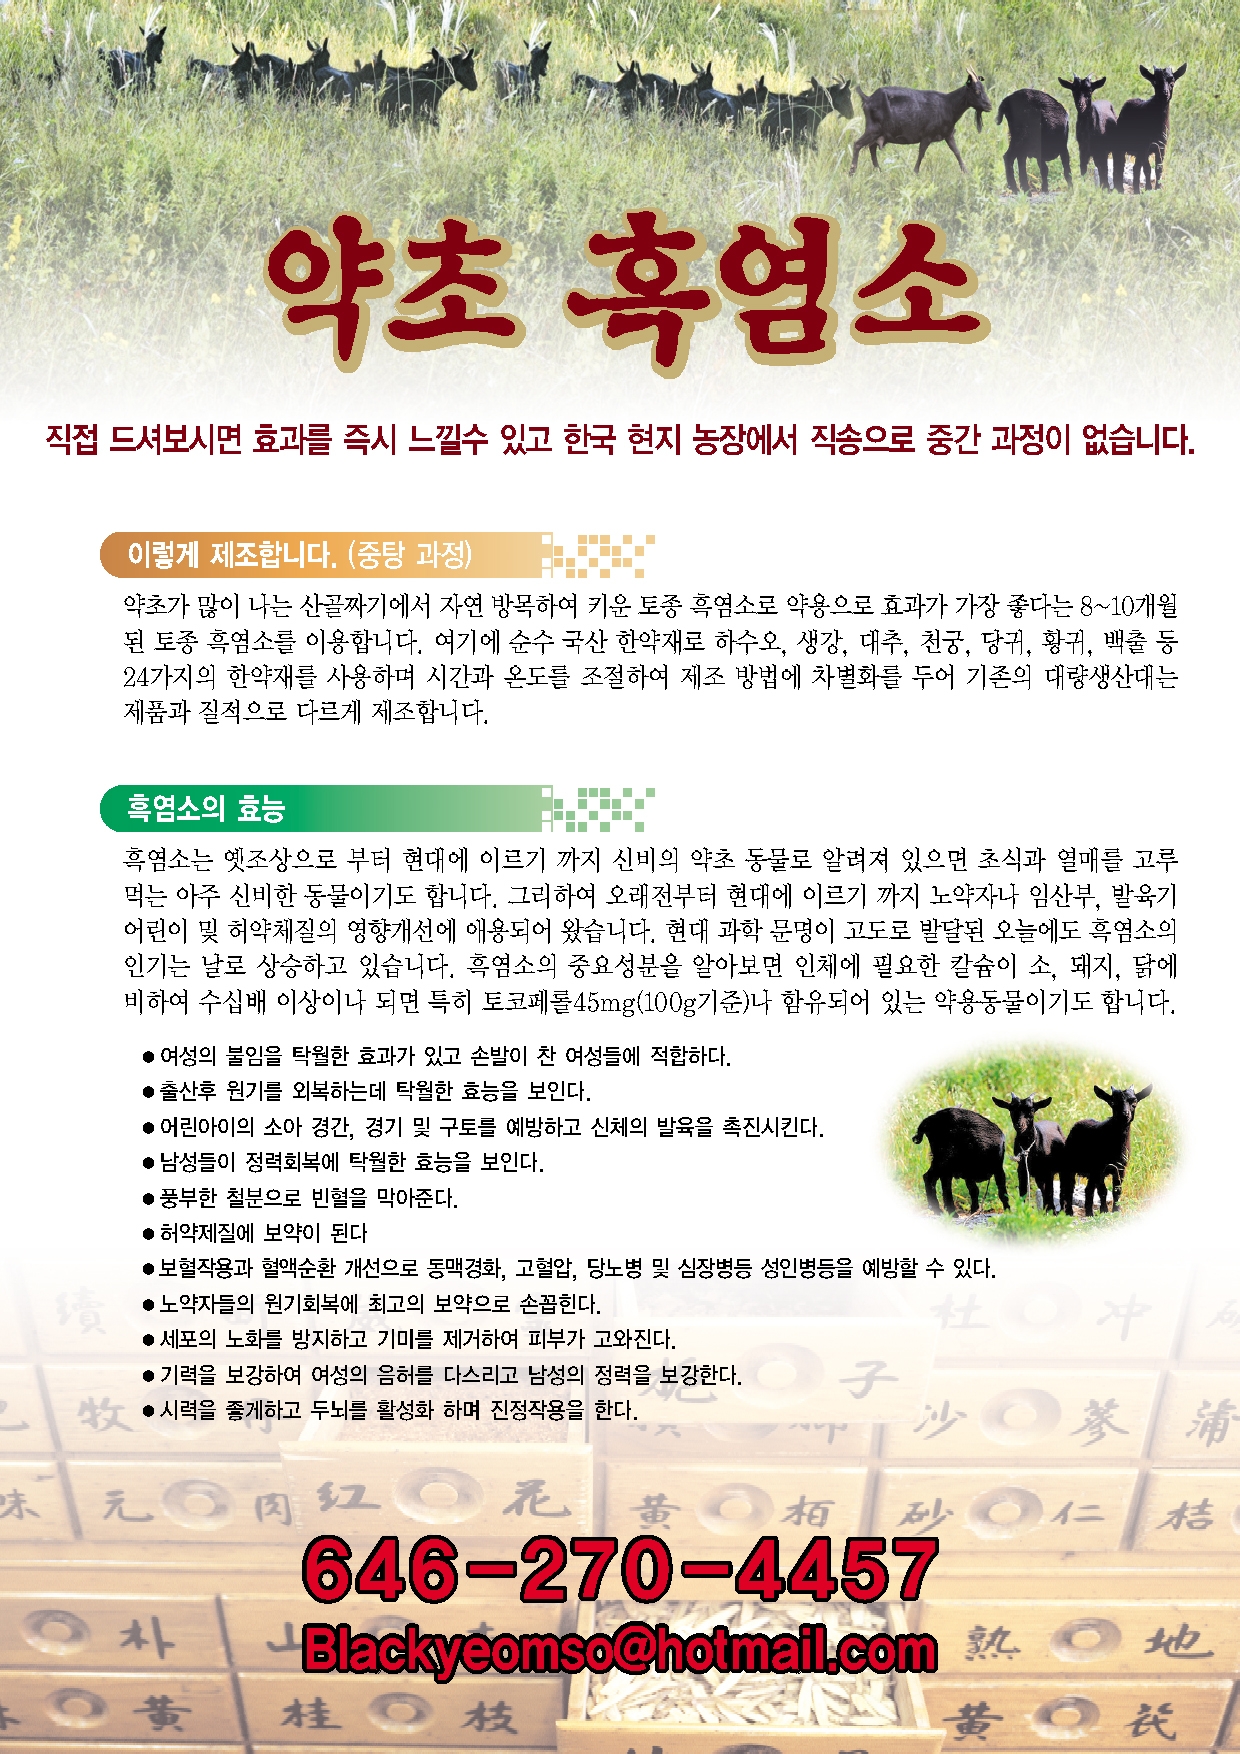 약초 흑염소
직접 드셔보시면 효과를 즉시 느낄수 있고 한국 현지 농장에서 직송으로 중간 과정이 없습니다.
이렇게 제조합니다. (중탕 과정)
약초가 많이 나는 산골짜기에서 자연 방목하여 키운 토종 흑염소로 약용으로 효과가 가장 좋다는 8~10개월
된 토종 흑염소를 이용합니다. 여기에 순수 국산 한약재로 하수오, 생강, 대추, 천궁, 당귀, 황귀, 백출 등
24가지의 한약재를 사용하며 시간과 온도를 조절하여 제조 방법에 차별화를 두어 기존의 대량생산대는
제품과 질적으로 다르게 제조합니다.
흑염소의 효능
흑염소는 옛조상으로 부터 현대에 이르기 까지 신비의 약초 동물로 알려져 있으면 초식과 열매를 고루
먹는 아주 신비한 동물이기도 합니다. 그리하여 오래전부터 현대에 이르기 까지 노약자나 임산부, 발육기
어린이 및 허약체질의 영향개선에 애용되어 왔습니다. 현대 과학 문명이 고도로 발달된 오늘에도 흑염소의
인기는 날로 상승하고 있습니다. 흑염소의 중요성분을 알아보면 인체에 필요한 칼슘이 소, 돼지, 닭에
비하여 수십배 이상이나 되면 특히 토코페롤45mg(100g기준)나 함유되어 있는 약용동물이기도 합니다.
●여성의 불임을 탁월한 효과가 있고 손발이 찬 여성들에 적합하다.
●출산후 원기를 외복하는데 탁월한 효능을 보인다.
●어린아이의 소아 경간, 경기 및 구토를 예방하고 신체의 발육을 촉진시킨다.
●남성들이 정력회복에 탁월한 효능을 보인다.
●풍부한 철분으로 빈혈을 막아준다.
●허약제질에 보약이 된다
●보혈작용과 혈액순환 개선으로 동맥경화, 고혈압, 당노병 및 심장병등 성인병등을 예방할 수 있다.
●노약자들의 원기회복에 최고의 보약으로 손꼽힌다.
●세포의 노화를 방지하고 기미를 제거하여 피부가 고와진다.
●기력을 보강하여 여성의 음허를 다스리고 남성의 정력을 보강한다.
●시력을 좋게하고 두뇌를 활성화 하며 진정작용을 한다.
續 杜 冲
牧 子 沙 蔘 蒲
味 元 肉 紅 花 黃 栢 砂 仁 桔
646-270-4457
Blackyeomso@hotmail.com
朴 山 熟 地
黃 桂 枝 黃 芪